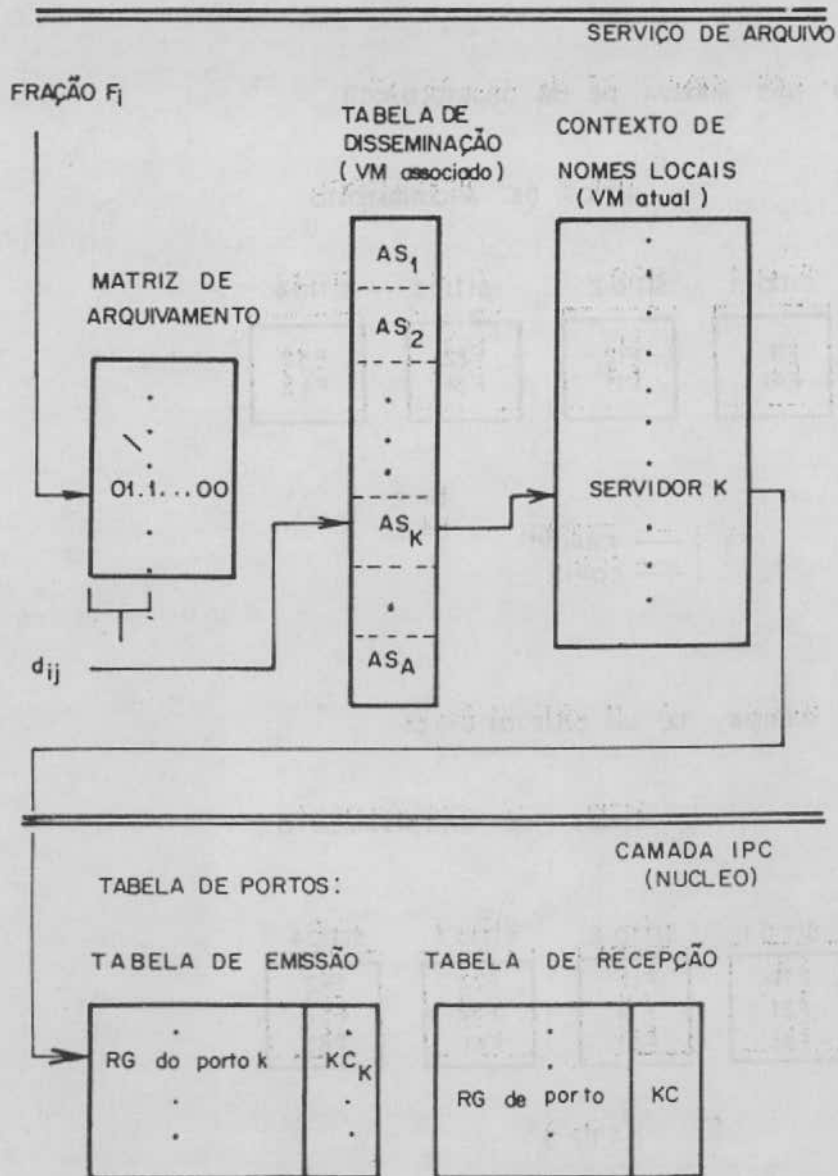 SERVIÇO DE ARQUIVO
FRAÇÃO Fi
TABELA DE
DISSEMINAÇÃO
(VM associado)
CONTEXTO DE
NOMES LOCAIS
(VM atual)
MATRIZ DE
ARQUIVAMENTO
AS1
AS2
01.1...00
ASK
SERVIDOR K
dij
ASA
CAMADA IPC
(NUCLEO)
TABELA DE PORTOS:
TABELA DE EMISSÃO
TABELA DE RECEPÇÃO
RG do porto k
KCK
RG de porto
KC